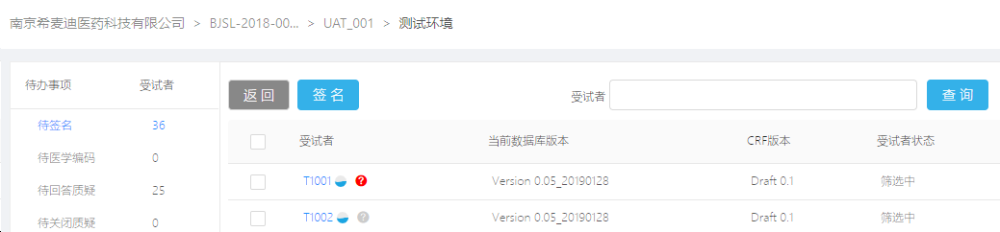 南京希麦迪医药科技有限公司 > BJSL-2018-00... > UAT_001 > 测试环境
待办事项 受试者
待签名 36
待医学编码 0
待回答质疑 25
待关闭质疑 0
返 回 签 名 受试者 查 询
受试者 当前数据库版本 CRF版本 受试者状态
T1001 ? Version 0.05_20190128 Draft 0.1 筛选中
T1002 ? Version 0.05_20190128 Draft 0.1 筛选中